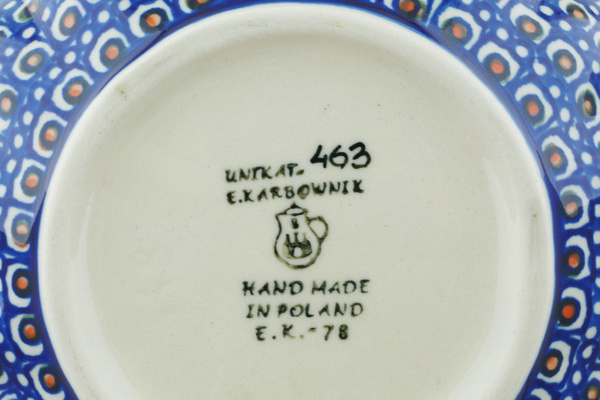 UNIKAT- 463
E.KARBOWNIK
HAND MADE
IN POLAND
E.K.-78